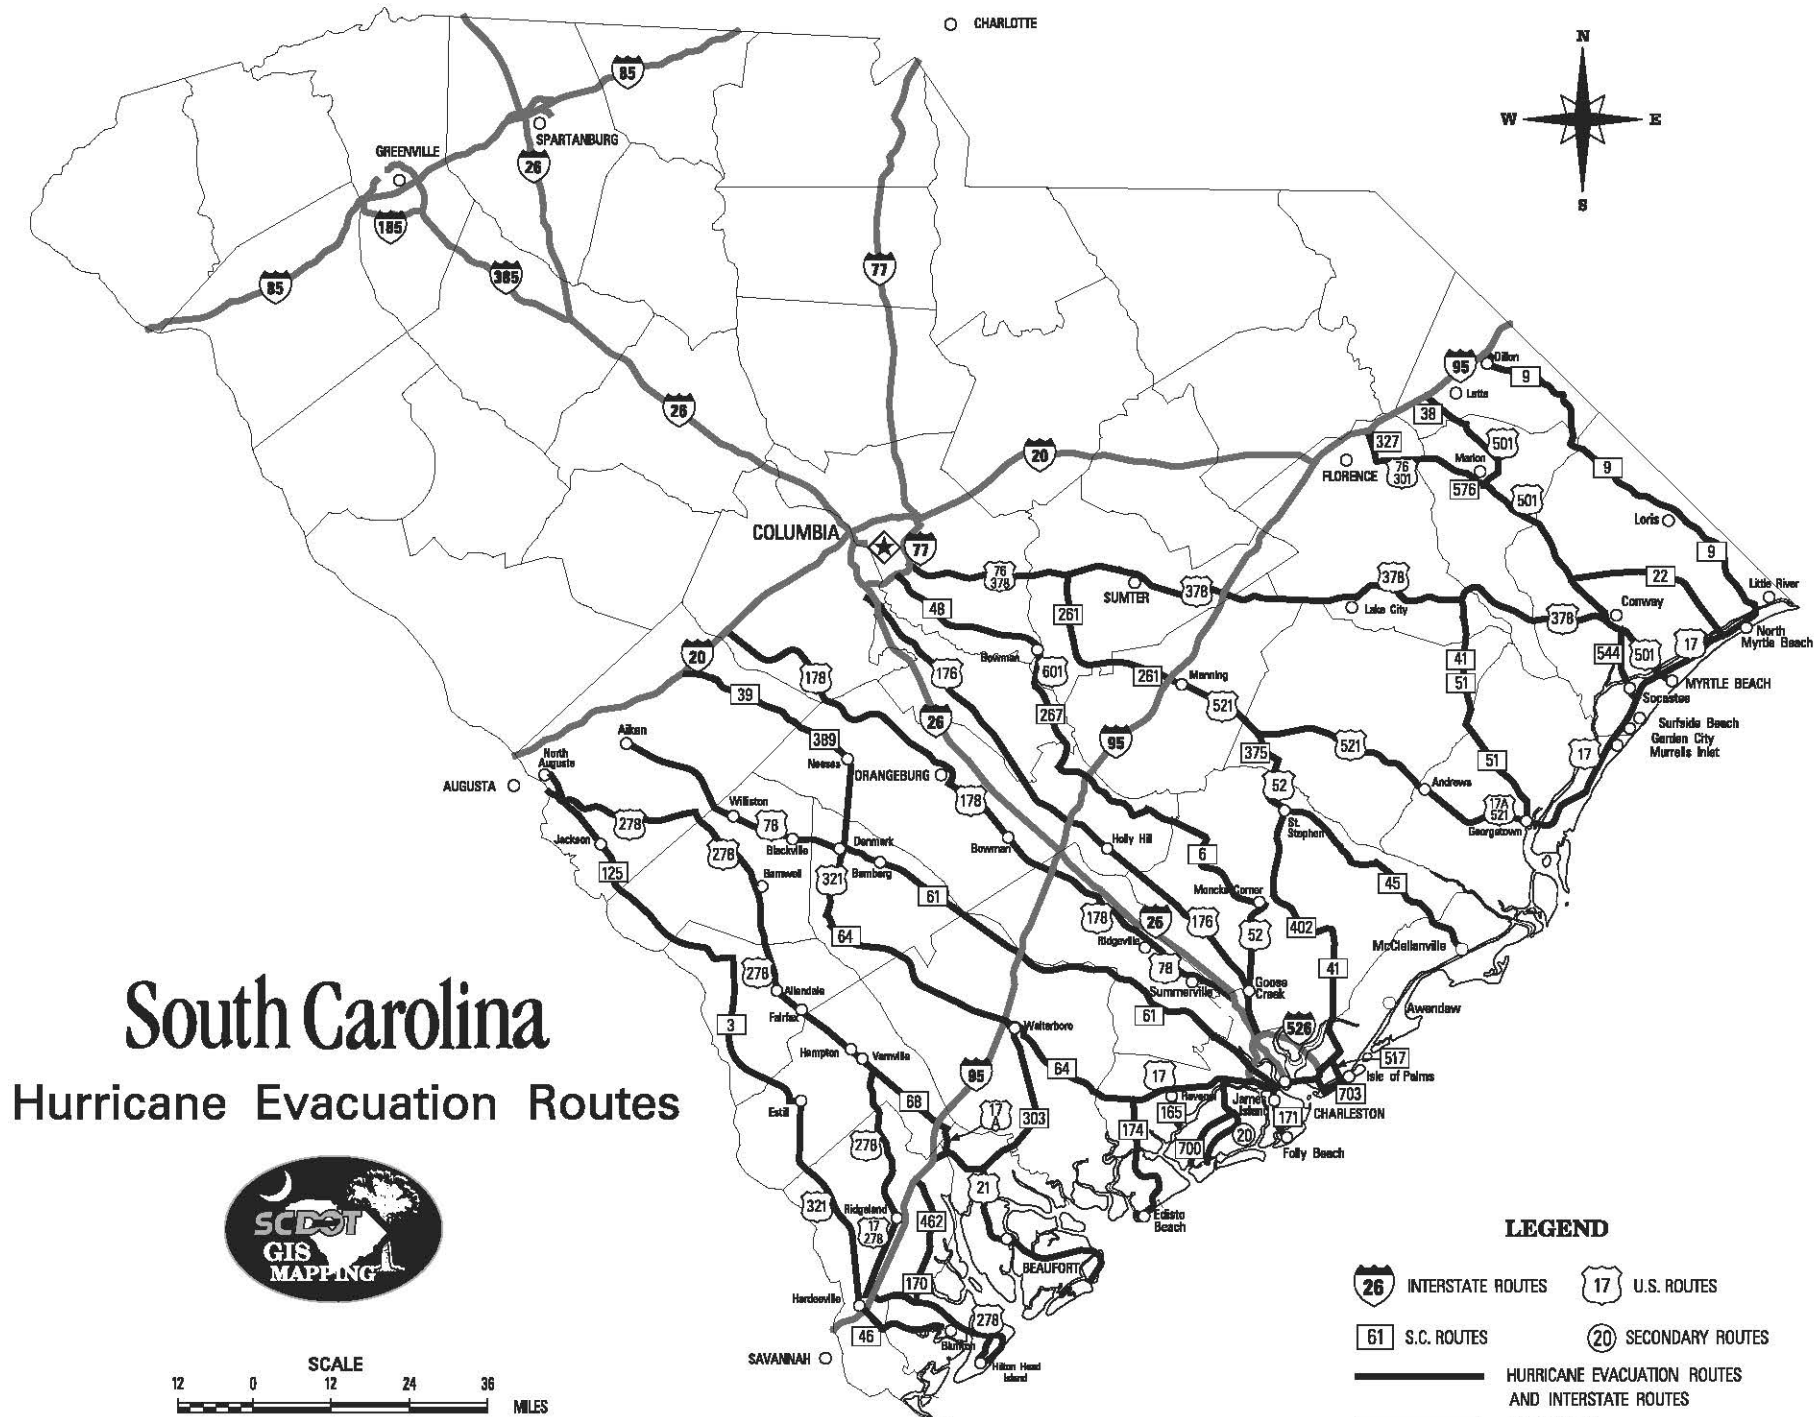 CHARLOTTE
N
W E
S
85
SPARTANBURG
GREENVILLE
26
185
385
85
77
26
95
Dillon
9
Latta
38
327
501
20
Marion
FLORENCE
76
301
576
9
501
Loris
COLUMBIA
77
9
76
378
SUMTER
378
378
22
Little River
48
261
Lake City
Conway
378
North
Myrtle Beach
17
544
501
20
Bowman
601
176
178
41
51
261
Manning
521
MYRTLE BEACH
Socastee
39
26
267
Surfside Beach
Garden City
Murrells Inlet
17
Aiken
389
Neeses
95
375
521
51
North
Augusta
AUGUSTA
ORANGEBURG
52
Andrews
178
17A
521
Georgetown
278
Williston
78
Blackville
Denmark
Bowman
Holly Hill
St.
Stephen
Jackson
278
6
125
Barnwell
321
Bamberg
61
45
Moncks Corner
178
26
176
52
402
64
Ridgeville
McClellanville
278
78
Summerville
41
Allendale
Goose
Creek
Awendaw
Fairfax
61
526
3
Walterboro
Hampton
Varnville
517
Isle of Palms
95
64
17
703
Ravenel
James
Island
CHARLESTON
Estill
68
17
A
303
165
171
174
20
700
Folly Beach
278
21
321
Ridgeland
17
278
462
Edisto
Beach
BEAUFORT
170
Hardeeville
278
46
Bluffton
SAVANNAH
Hilton Head
Island
South Carolina
Hurricane Evacuation Routes
SCDOT
GIS
MAPPING
SCALE
12 0 12 24 36
MILES
LEGEND
26 INTERSTATE ROUTES
17 U.S. ROUTES
61 S.C. ROUTES
20 SECONDARY ROUTES
HURRICANE EVACUATION ROUTES
AND INTERSTATE ROUTES